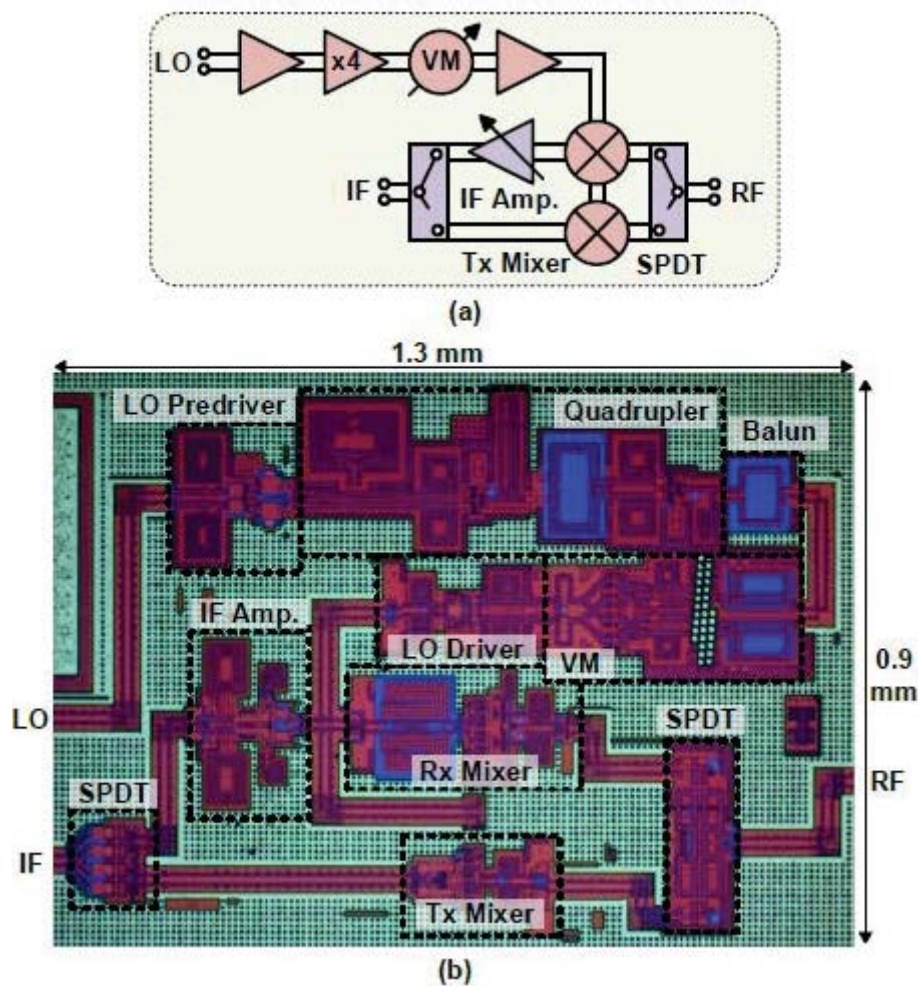 LO
x4
VM
IF
IF Amp.
RF
Tx Mixer
SPDT
(a)
1.3 mm
LO Predriver
Quadrupler
Balun
IF Amp.
LO Driver
VM
0.9
mm
LO
SPDT
Rx Mixer
SPDT
RF
IF
Tx Mixer
(b)